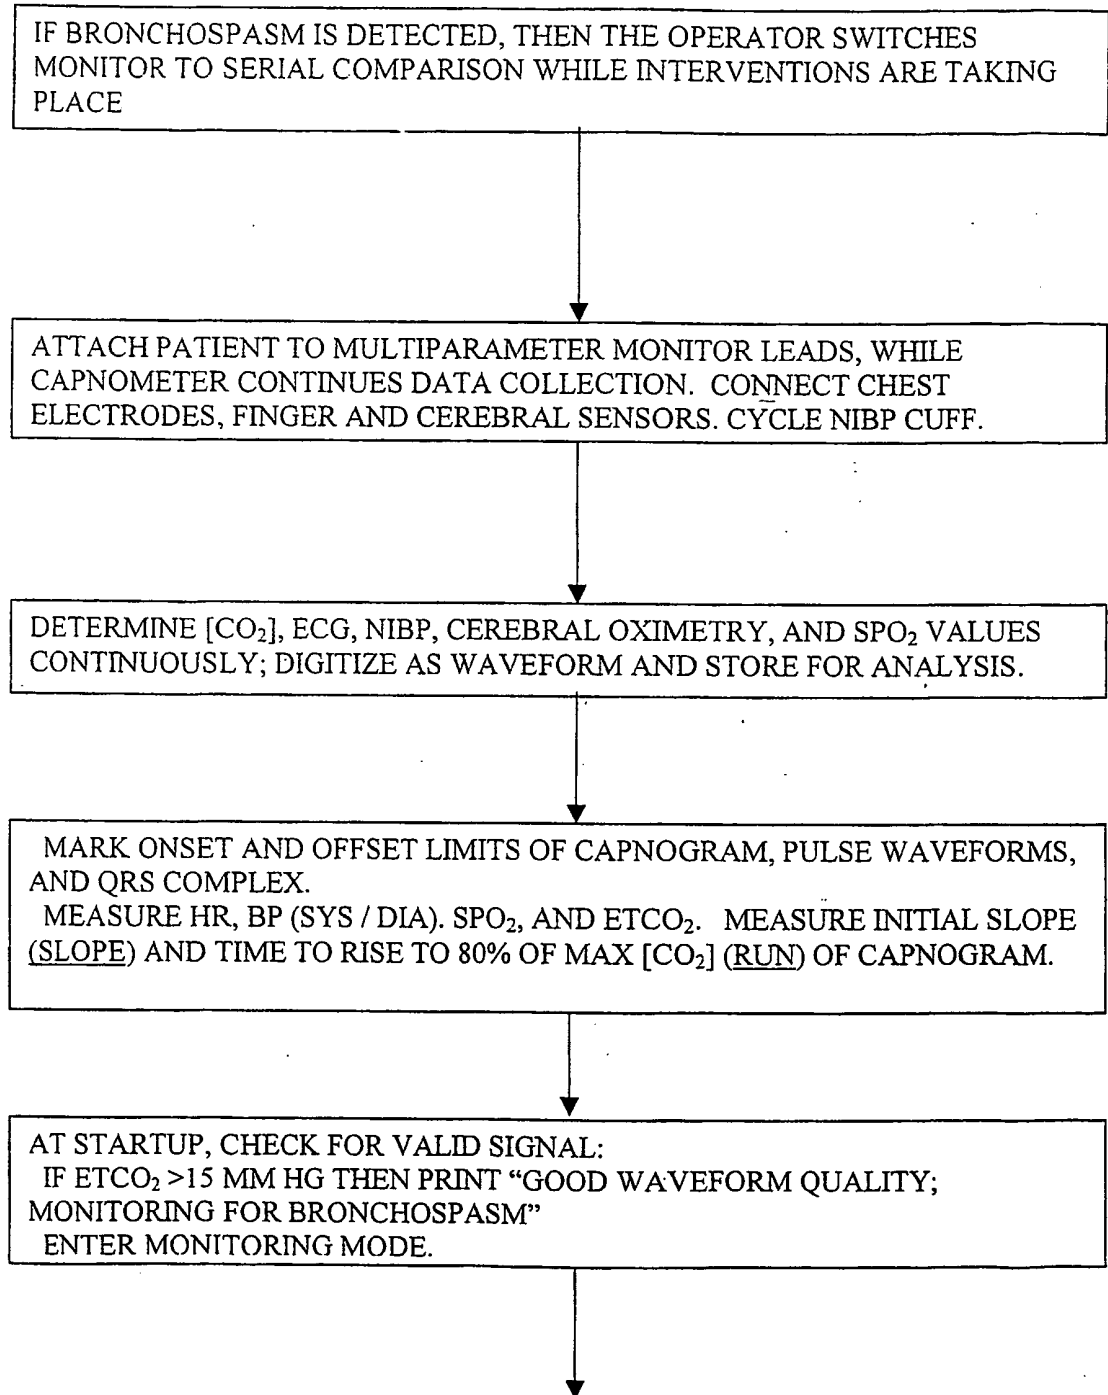 IF BRONCHOSPASM IS DETECTED, THEN THE OPERATOR SWITCHES
MONITOR TO SERIAL COMPARISON WHILE INTERVENTIONS ARE TAKING
PLACE
ATTACH PATIENT TO MULTIPARAMETER MONITOR LEADS, WHILE
CAPNOMETER CONTINUES DATA COLLECTION. CONNECT CHEST
ELECTRODES, FINGER AND CEREBRAL SENSORS. CYCLE NIBP CUFF.
DETERMINE [CO₂], ECG, NIBP, CEREBRAL OXIMETRY, AND SPO₂ VALUES
CONTINUOUSLY; DIGITIZE AS WAVEFORM AND STORE FOR ANALYSIS.
MARK ONSET AND OFFSET LIMITS OF CAPNOGRAM, PULSE WAVEFORMS,
AND QRS COMPLEX.
MEASURE HR, BP (SYS / DIA). SPO₂, AND ETCO₂. MEASURE INITIAL SLOPE
(SLOPE) AND TIME TO RISE TO 80% OF MAX [CO₂] (RUN) OF CAPNOGRAM.
AT STARTUP, CHECK FOR VALID SIGNAL:
IF ETCO₂ >15 MM HG THEN PRINT “GOOD WAVEFORM QUALITY;
MONITORING FOR BRONCHOSPASM”
ENTER MONITORING MODE.